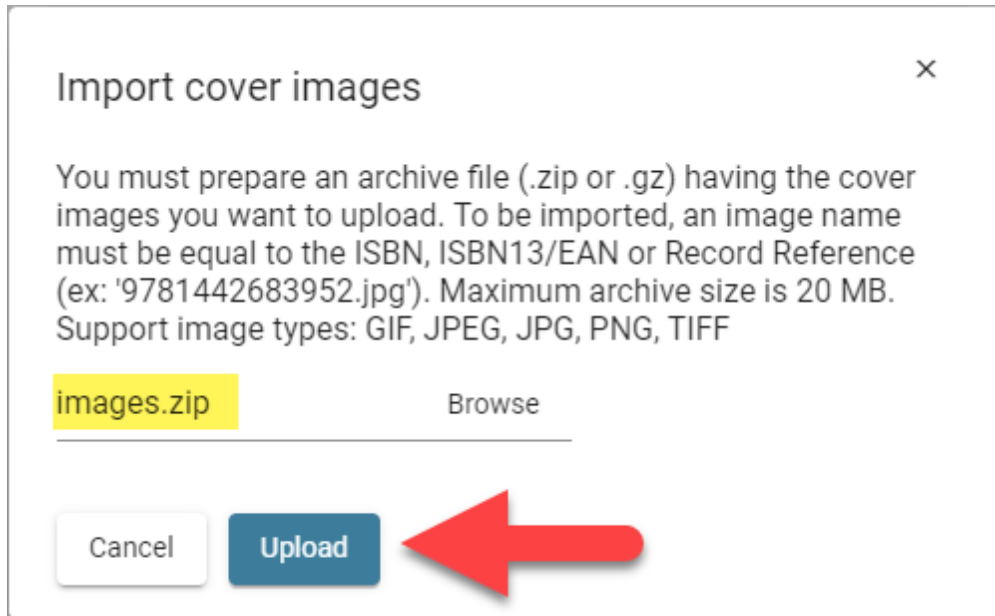 Import cover images
×
You must prepare an archive file (.zip or .gz) having the cover
images you want to upload. To be imported, an image name
must be equal to the ISBN, ISBN13/EAN or Record Reference
(ex: '9781442683952.jpg'). Maximum archive size is 20 MB.
Support image types: GIF, JPEG, JPG, PNG, TIFF
images.zip Browse
Cancel Upload